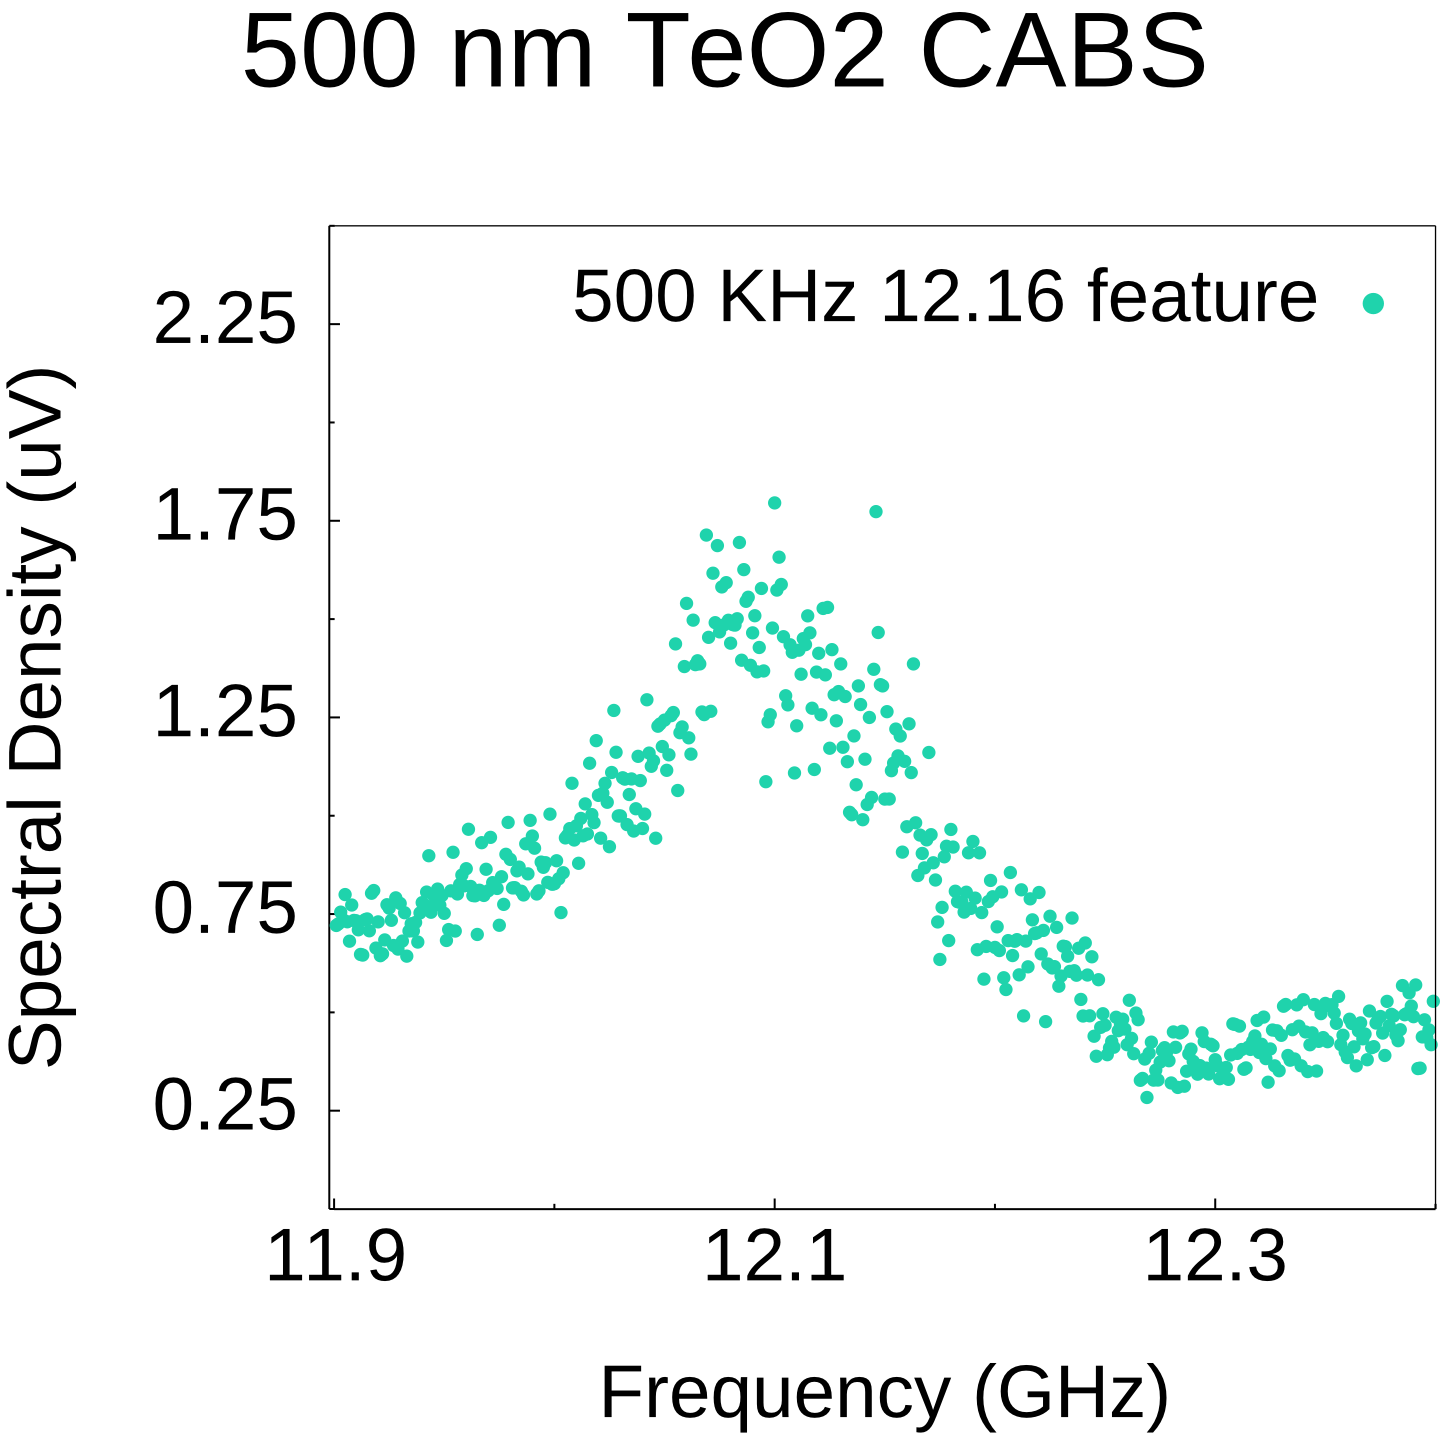 500 nm TeO2 CABS
500 KHz 12.16 feature
2.25
1.75
1.25
0.75
0.25
Spectral Density (uV)
11.9 12.1 12.3
Frequency (GHz)